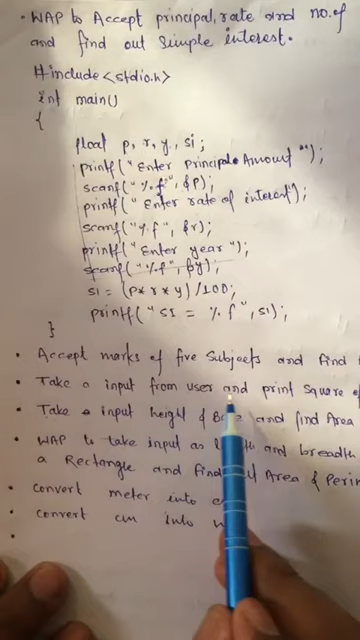 • WAP to Accept principal, rate and no. of
and find out simple interest.
#include <stdio.h>
int main()
{
float p, r, y, si;
printf(" Enter principal Amount ");
scanf("%f", &p);
printf(" Enter rate of interest");
scanf("%f", &r);
printf("Enter year");
scanf("%f", &y);
si = (p*r*y)/100;
printf("SI = %f", si);
}
• Accept marks of five Subjects and find
• Take a input from user and print Square of
• Take a input height & Base and find Area
• WAP to take input as and breadth
a Rectangle and find Area &
• convert meter into
• convert cm into
•